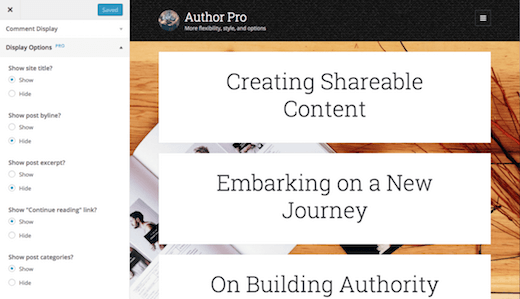 ×
Saved
Comment Display
Display Options PRO
Show site title?
Show
Hide
Show post byline?
Show
Hide
Show post excerpt?
Show
Hide
Show "Continue reading" link?
Show
Hide
Show post categories?
Show
Hide
Author Pro
More flexibility, style, and options
Creating Shareable
Content
Embarking on a New
Journey
On Building Authority